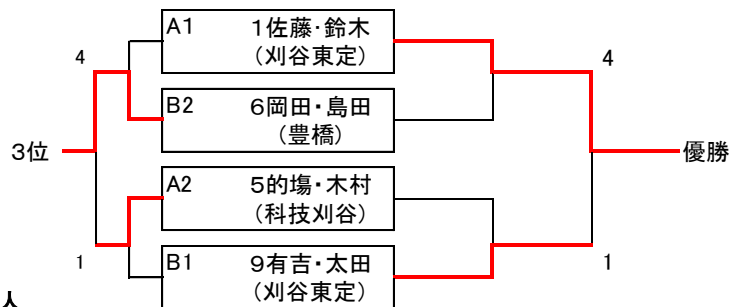 A1 1佐藤・鈴木
(刈谷東定)
4 4
B2 6岡田・島田
(豊橋)
3位 優勝
A2 5的場・木村
(科技刈谷)
1 1
B1 9有吉・太田
(刈谷東定)